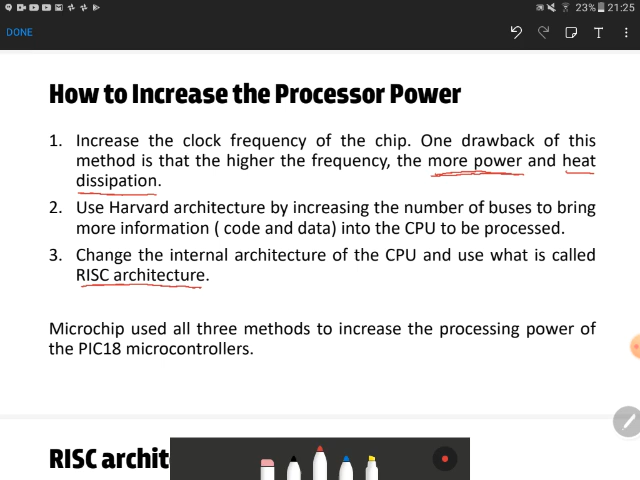 23% 21:25
DONE
T
How to Increase the Processor Power
1. Increase the clock frequency of the chip. One drawback of this
method is that the higher the frequency, the more power and heat
dissipation.
2. Use Harvard architecture by increasing the number of buses to bring
more information ( code and data) into the CPU to be processed.
3. Change the internal architecture of the CPU and use what is called
RISC architecture.
Microchip used all three methods to increase the processing power of
the PIC18 microcontrollers.
RISC archit